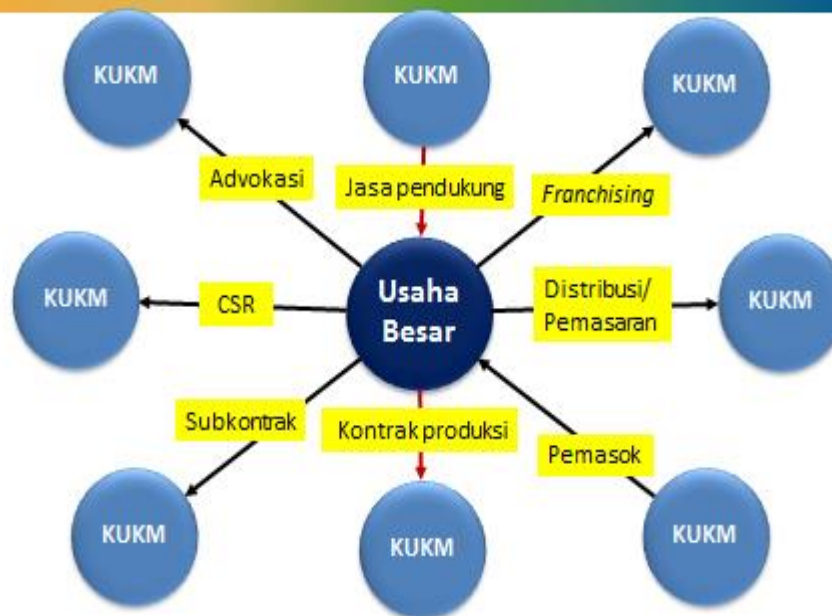 KUKM
KUKM
KUKM
Advokasi
Jasa pendukung
Franchising
KUKM
CSR
Usaha
Besar
Distribusi/
Pemasaran
KUKM
Subkontrak
Kontrak produksi
Pemasok
KUKM
KUKM
KUKM